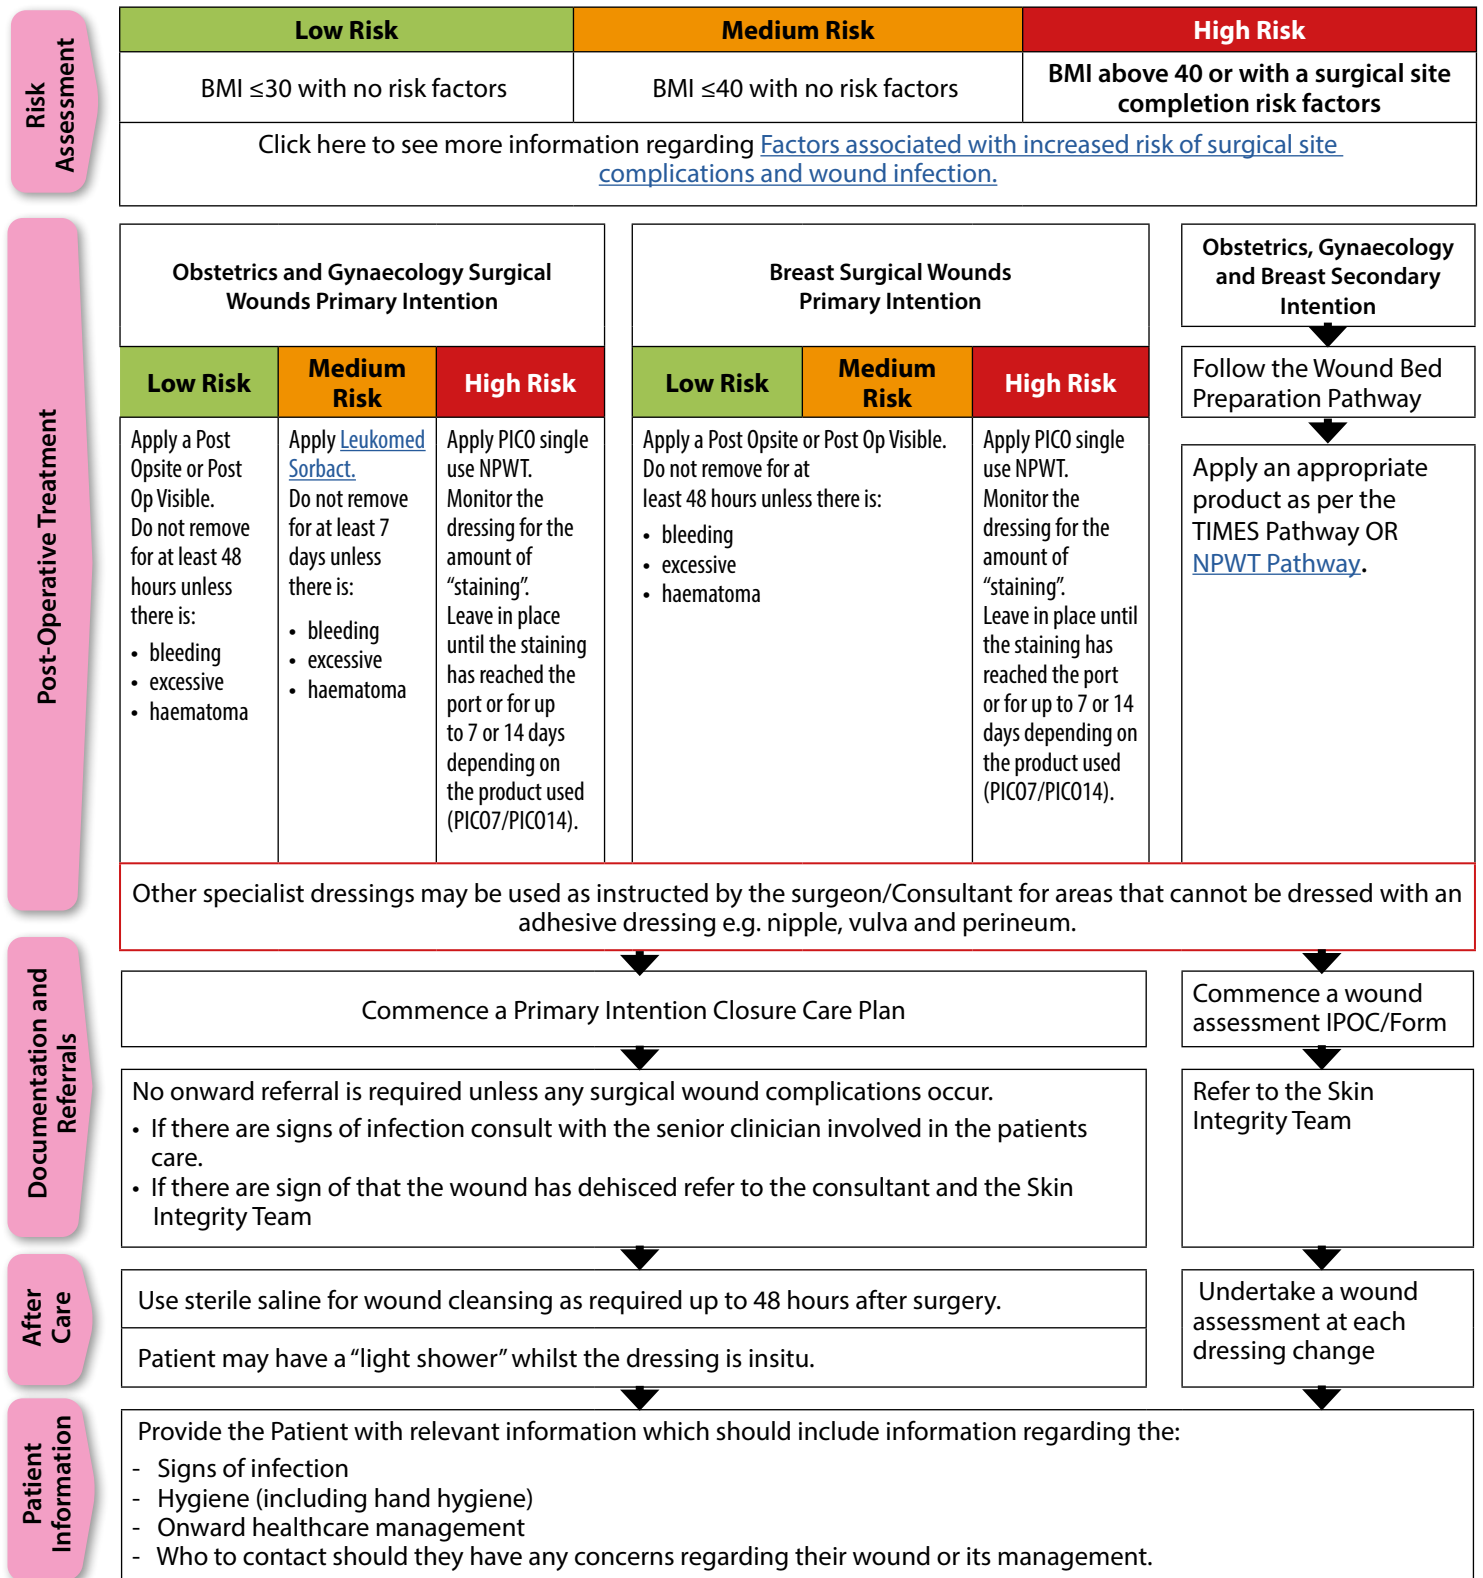 Risk
Assessment
Low Risk
Medium Risk
High Risk
BMI ≤30 with no risk factors
BMI ≤40 with no risk factors
BMI above 40 or with a surgical site
completion risk factors
Click here to see more information regarding Factors associated with increased risk of surgical site
complications and wound infection.
Post-Operative Treatment
Obstetrics and Gynaecology Surgical
Wounds Primary Intention
Low Risk
Medium
Risk
High Risk
Apply a Post
Opsite or Post
Op Visible.
Do not remove
for at least 48
hours unless
there is:
• bleeding
• excessive
• haematoma
Apply Leukomed
Sorbact.
Do not remove
for at least 7
days unless
there is:
• bleeding
• excessive
• haematoma
Apply PICO single
use NPWT.
Monitor the
dressing for the
amount of
“staining”.
Leave in place
until the staining
has reached the
port or for up
to 7 or 14 days
depending on
the product used
(PICO7/PICO14).
Breast Surgical Wounds
Primary Intention
Low Risk
Medium
Risk
High Risk
Apply a Post Opsite or Post Op Visible.
Do not remove for at
least 48 hours unless there is:
• bleeding
• excessive
• haematoma
Apply PICO single
use NPWT.
Monitor the
dressing for the
amount of
“staining”.
Leave in place until
the staining has
reached the port
or for up to 7 or 14
days depending on
the product used
(PICO7/PICO14).
Obstetrics, Gynaecology
and Breast Secondary
Intention
Follow the Wound Bed
Preparation Pathway
Apply an appropriate
product as per the
TIMES Pathway OR
NPWT Pathway.
Other specialist dressings may be used as instructed by the surgeon/Consultant for areas that cannot be dressed with an
adhesive dressing e.g. nipple, vulva and perineum.
Documentation and
Referrals
Commence a Primary Intention Closure Care Plan
Commence a wound
assessment IPOC/Form
No onward referral is required unless any surgical wound complications occur.
• If there are signs of infection consult with the senior clinician involved in the patients
care.
• If there are sign of that the wound has dehisced refer to the consultant and the Skin
Integrity Team
Refer to the Skin
Integrity Team
After
Care
Use sterile saline for wound cleansing as required up to 48 hours after surgery.
Patient may have a “light shower” whilst the dressing is insitu.
Undertake a wound
assessment at each
dressing change
Patient
Information
Provide the Patient with relevant information which should include information regarding the:
- Signs of infection
- Hygiene (including hand hygiene)
- Onward healthcare management
- Who to contact should they have any concerns regarding their wound or its management.